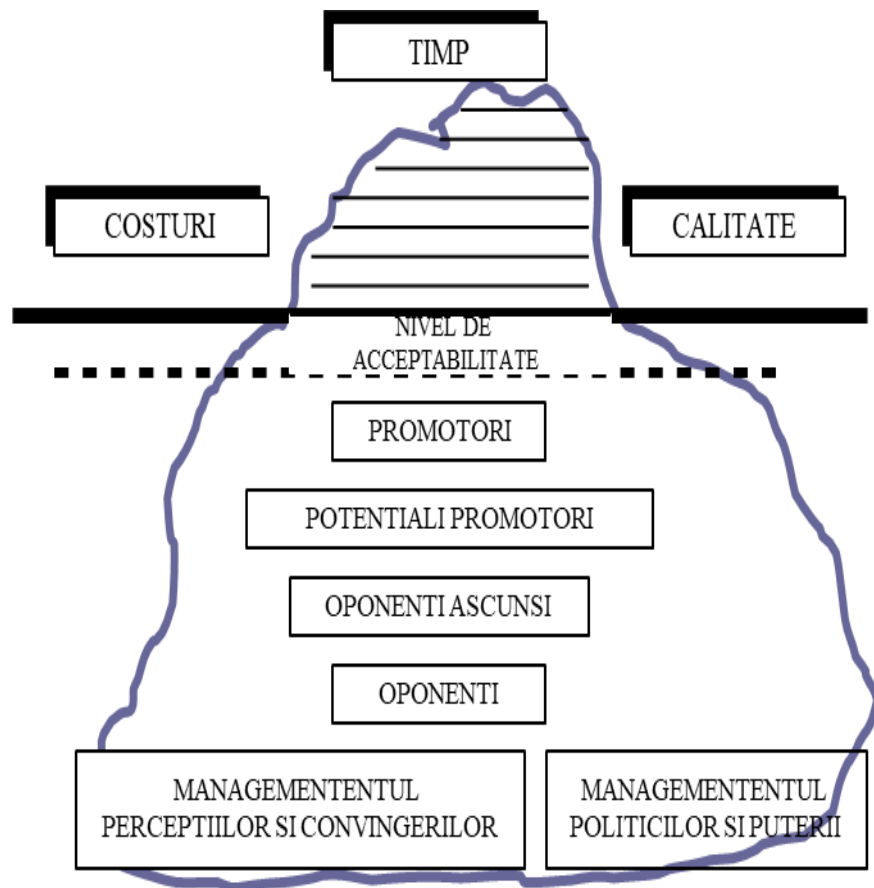 TIMP
COSTURI
CALITATE
NIVEL DE
ACCEPTABILITATE
PROMOTORI
POTENTIALI PROMOTORI
OPONENTI ASCUNSI
OPONENTI
MANAGEMENTENTUL
PERCEPTIILOR SI CONVINGERILOR
MANAGEMENTENTUL
POLITICILOR SI PUTERII